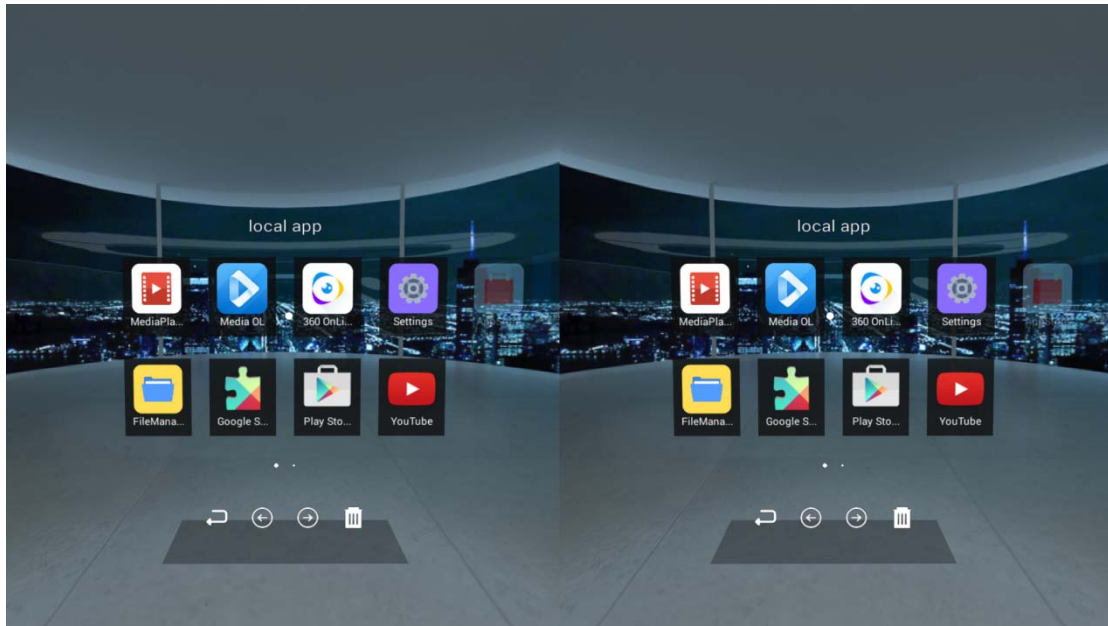 local app
local app
MediaPla...
Media OL
360 OnLi...
Settings
MediaPla...
Media OL
360 OnLi...
Settings
FileMana...
Google S...
Play Sto...
YouTube
FileMana...
Google S...
Play Sto...
YouTube